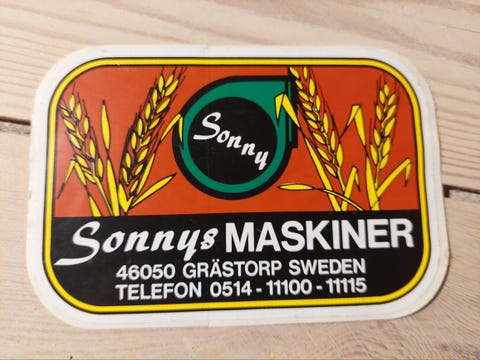 Sonny
Sonnys MASKINER
46050 GRÄSTORP SWEDEN
TELEFON 0514 - 11100 - 11115